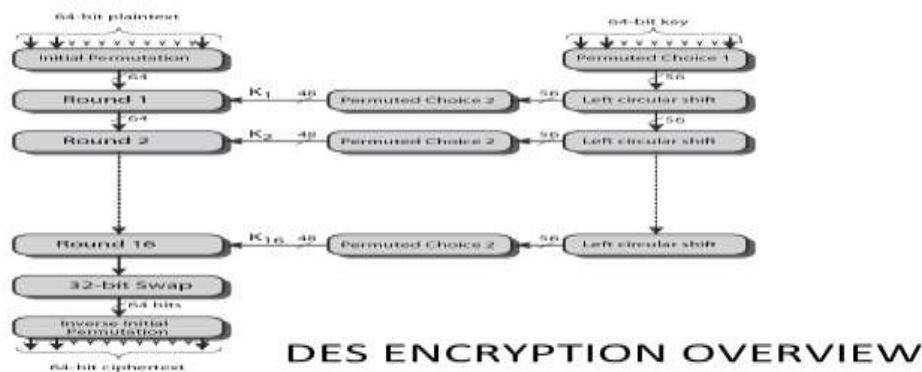 64-bit plaintext
64-bit key
Initial Permutation
Permuted Choice 1
64
56
Round 1
K1
48
Permuted Choice 2
56
Left circular shift
64
56
Round 2
K2
48
Permuted Choice 2
56
Left circular shift
Round 16
K16
48
Permuted Choice 2
56
Left circular shift
32-bit Swap
64 bits
Inverse Initial
Permutation
64-bit ciphertext
DES ENCRYPTION OVERVIEW